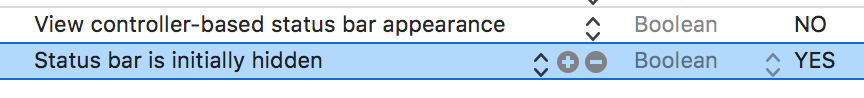 View controller-based status bar appearance Boolean NO
Status bar is initially hidden Boolean YES